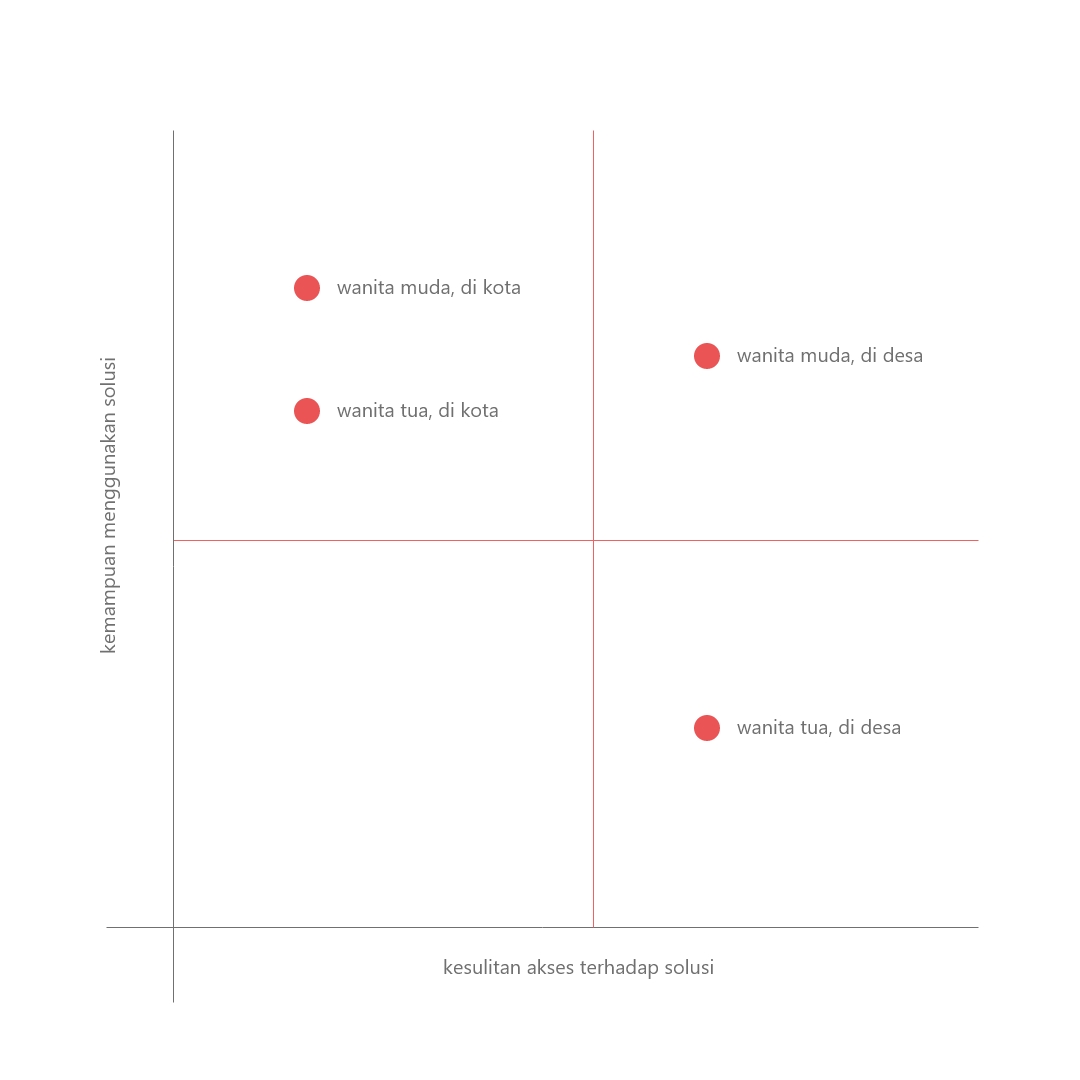 wanita muda, di kota
wanita muda, di desa
wanita tua, di kota
kemampuan menggunakan solusi
wanita tua, di desa
kesulitan akses terhadap solusi